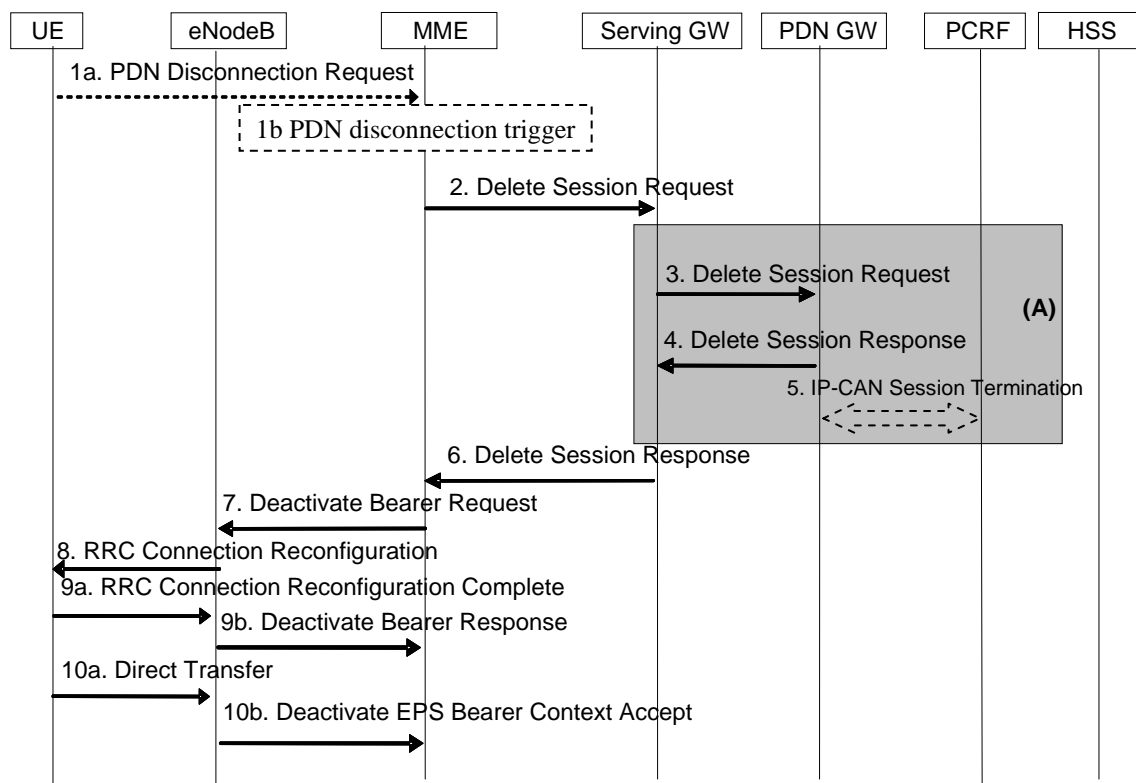 UE eNodeB MME Serving GW PDN GW PCRF HSS
1a. PDN Disconnection Request
1b PDN disconnection trigger
2. Delete Session Request
3. Delete Session Request
(A)
4. Delete Session Response
5. IP-CAN Session Termination
6. Delete Session Response
7. Deactivate Bearer Request
8. RRC Connection Reconfiguration
9a. RRC Connection Reconfiguration Complete
9b. Deactivate Bearer Response
10a. Direct Transfer
10b. Deactivate EPS Bearer Context Accept